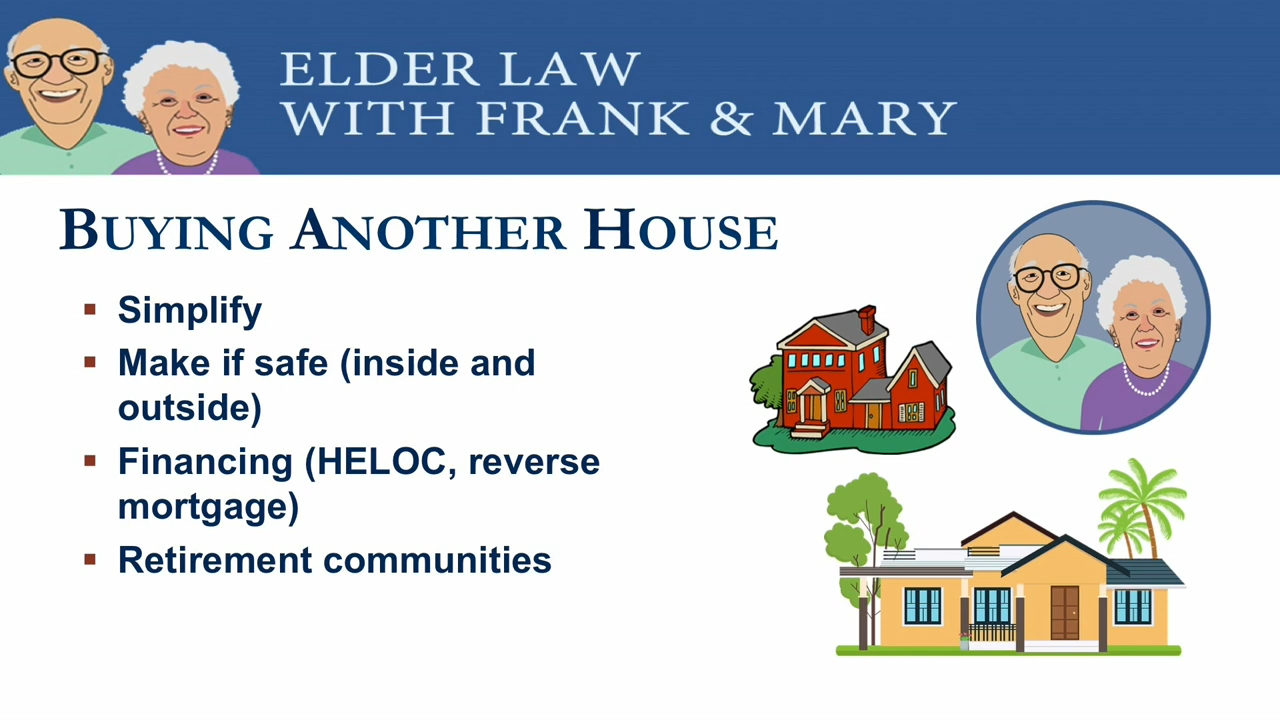 ELDER LAW
WITH FRANK & MARY
BUYING ANOTHER HOUSE
▪ Simplify
▪ Make if safe (inside and
outside)
▪ Financing (HELOC, reverse
mortgage)
▪ Retirement communities